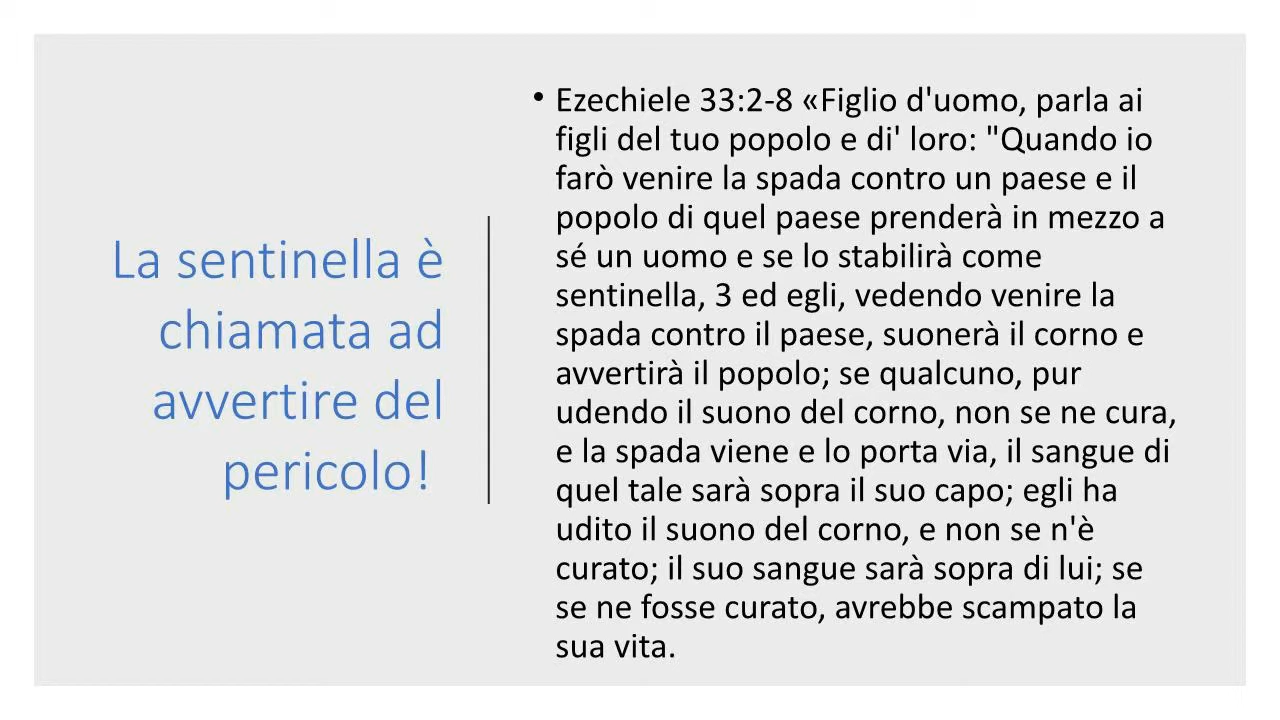 La sentinella è
chiamata ad
avvertire del
pericolo!
• Ezechiele 33:2-8 «Figlio d'uomo, parla ai
figli del tuo popolo e di' loro: "Quando io
farò venire la spada contro un paese e il
popolo di quel paese prenderà in mezzo a
sé un uomo e se lo stabilirà come
sentinella, 3 ed egli, vedendo venire la
spada contro il paese, suonerà il corno e
avvertirà il popolo; se qualcuno, pur
udendo il suono del corno, non se ne cura,
e la spada viene e lo porta via, il sangue di
quel tale sarà sopra il suo capo; egli ha
udito il suono del corno, e non se n'è
curato; il suo sangue sarà sopra di lui; se
se ne fosse curato, avrebbe scampato la
sua vita.